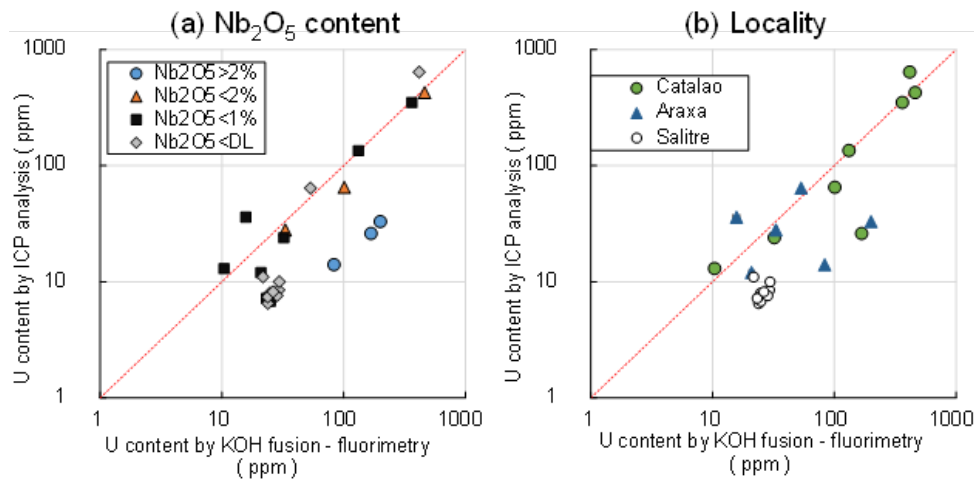 (a) Nb₂O₅ content
1000
100
10
1
U content by ICP analysis ( ppm )
Nb2O5>2%
Nb2O5<2%
Nb2O5<1%
Nb2O5<DL
1 10 100 1000
U content by KOH fusion - fluorimetry
( ppm )
(b) Locality
1000
100
10
1
U content by ICP analysis ( ppm )
Catalao
Araxa
Salitre
1 10 100 1000
U content by KOH fusion - fluorimetry
( ppm )